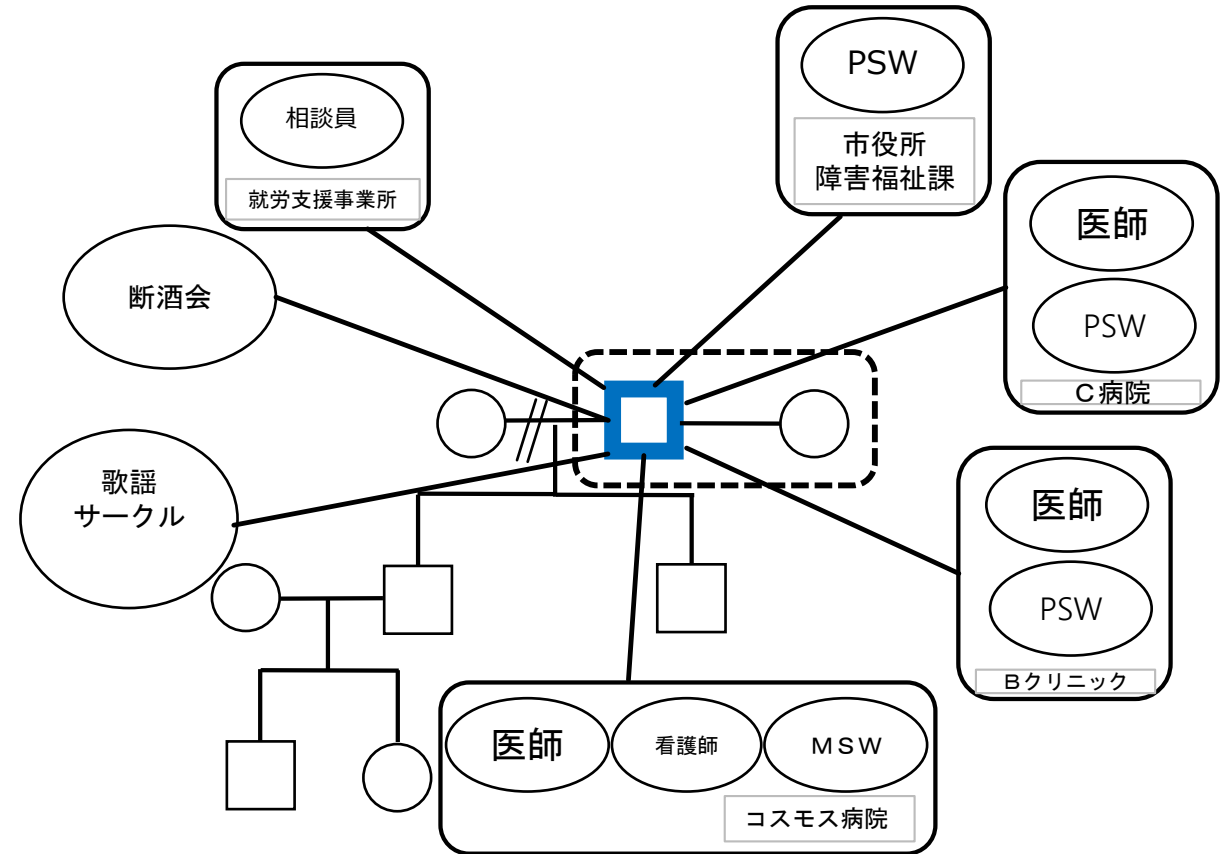 PSW
市役所
障害福祉課
相談員
就労支援事業所
医師
PSW
Ｃ病院
断酒会
歌謡
サークル
医師
PSW
Ｂクリニック
医師
看護師
ＭＳＷ
コスモス病院